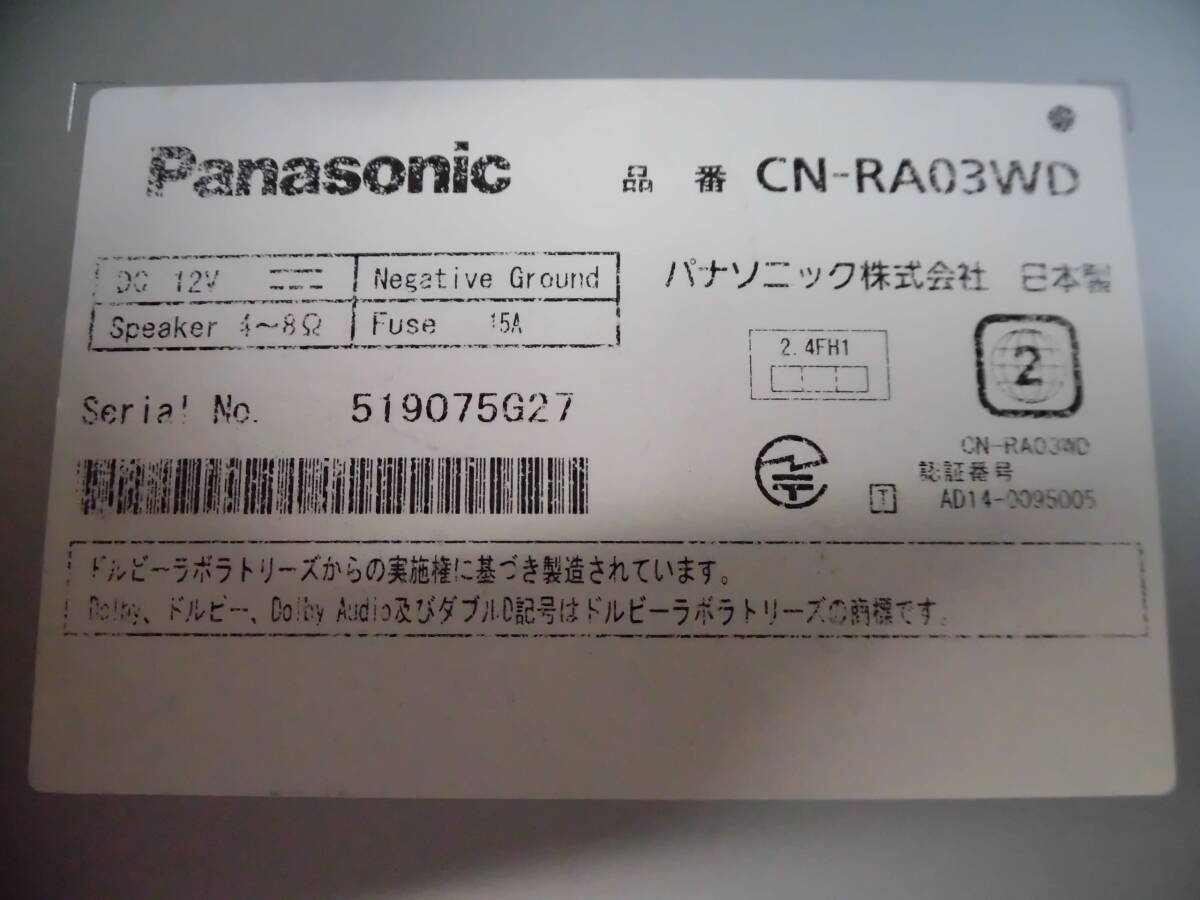 Panasonic 品番 CN-RA03WD
DC 12V Negative Ground
Speaker 4～8Ω Fuse 15A
パナソニック株式会社 日本製
2.4FH1
2
Serial No. 519075G27
CN-RA03WD
認証番号
T AD14-0095005
ドルビーラボラトリーズからの実施権に基づき製造されています。
Dolby、ドルビー、Dolby Audio及びダブルD記号はドルビーラボラトリーズの商標です。